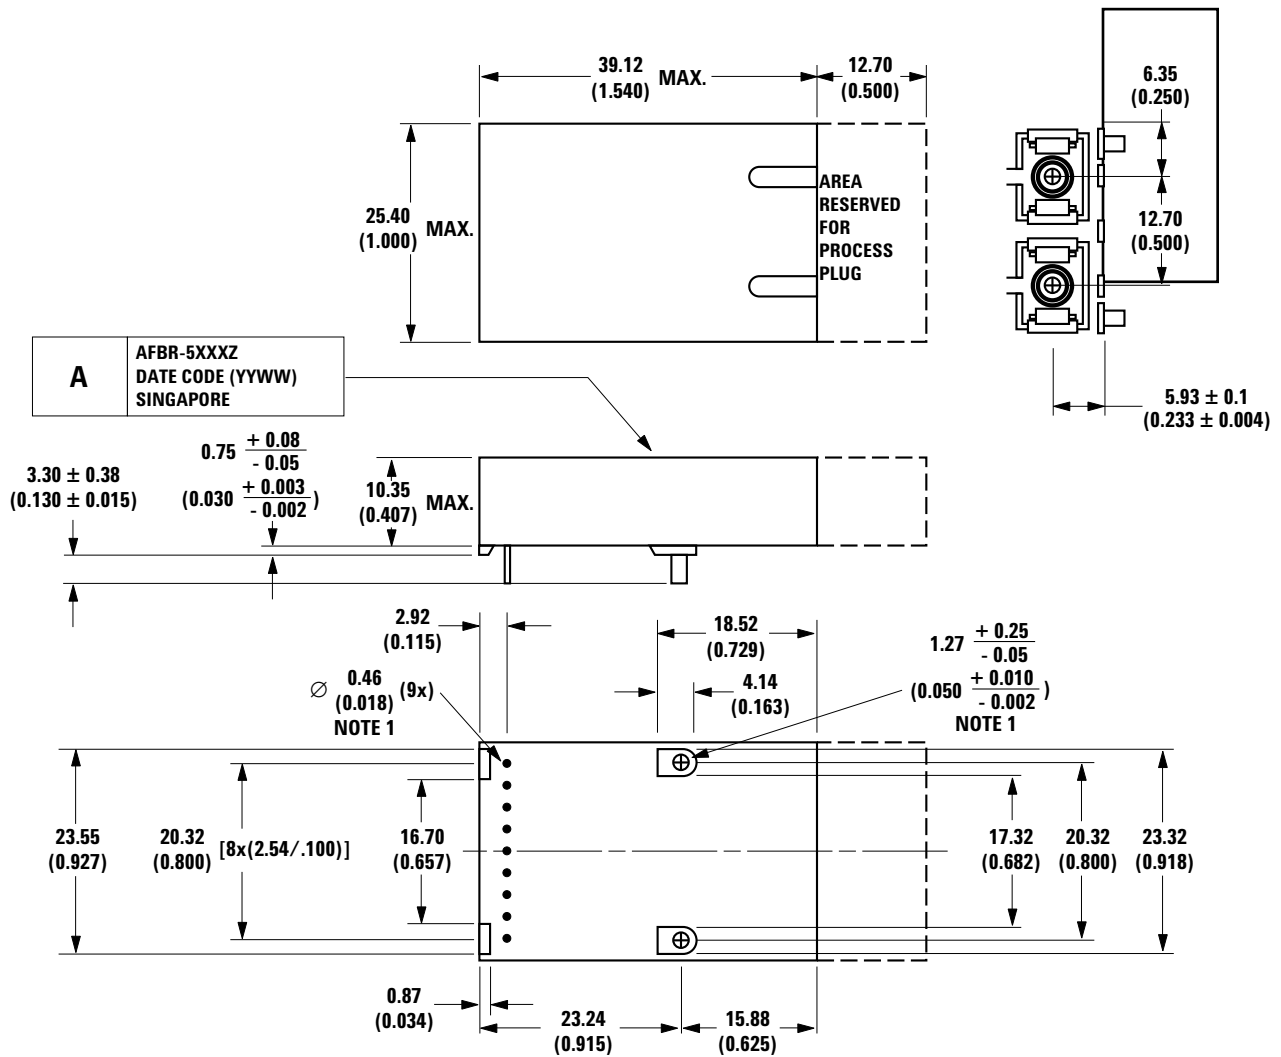 39.12
(1.540) MAX.
12.70
(0.500)
6.35
(0.250)
25.40
(1.000) MAX.
AREA
RESERVED
FOR
PROCESS
PLUG
12.70
(0.500)
A
AFBR-5XXXZ
DATE CODE (YYWW)
SINGAPORE
5.93 ± 0.1
(0.233 ± 0.004)
3.30 ± 0.38
(0.130 ± 0.015)
0.75 + 0.08
- 0.05
(0.030 + 0.003
- 0.002 )
10.35
(0.407) MAX.
2.92
(0.115)
18.52
(0.729)
1.27 + 0.25
- 0.05
(0.050 + 0.010
- 0.002 )
NOTE 1
∅ 0.46
(0.018) (9x)
NOTE 1
4.14
(0.163)
23.55
(0.927)
20.32
(0.800) [8x(2.54/.100)]
16.70
(0.657)
17.32
(0.682)
20.32
(0.800)
23.32
(0.918)
0.87
(0.034)
23.24
(0.915)
15.88
(0.625)